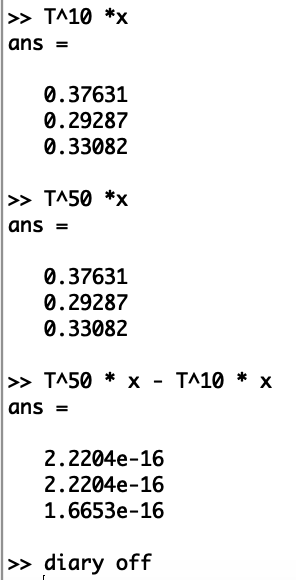 >> T^10 *x
ans =
0.37631
0.29287
0.33082
>> T^50 *x
ans =
0.37631
0.29287
0.33082
>> T^50 * x - T^10 * x
ans =
2.2204e-16
2.2204e-16
1.6653e-16
>> diary off